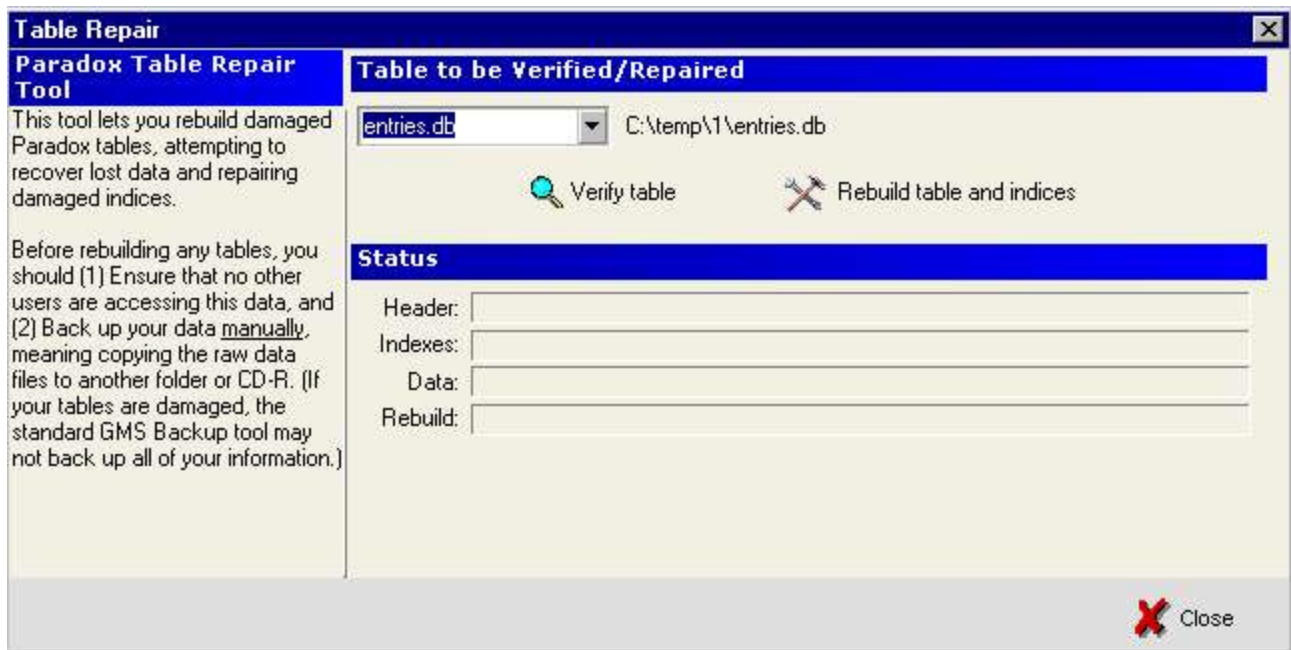 Table Repair
Paradox Table Repair
Tool
This tool lets you rebuild damaged
Paradox tables, attempting to
recover lost data and repairing
damaged indices.
Before rebuilding any tables, you
should (1) Ensure that no other
users are accessing this data, and
(2) Back up your data manually,
meaning copying the raw data
files to another folder or CD-R. (If
your tables are damaged, the
standard GMS Backup tool may
not back up all of your information.)
Table to be Verified/Repaired
entries.db C:\temp\1\entries.db
Verify table Rebuild table and indices
Status
Header:
Indexes:
Data:
Rebuild:
Close